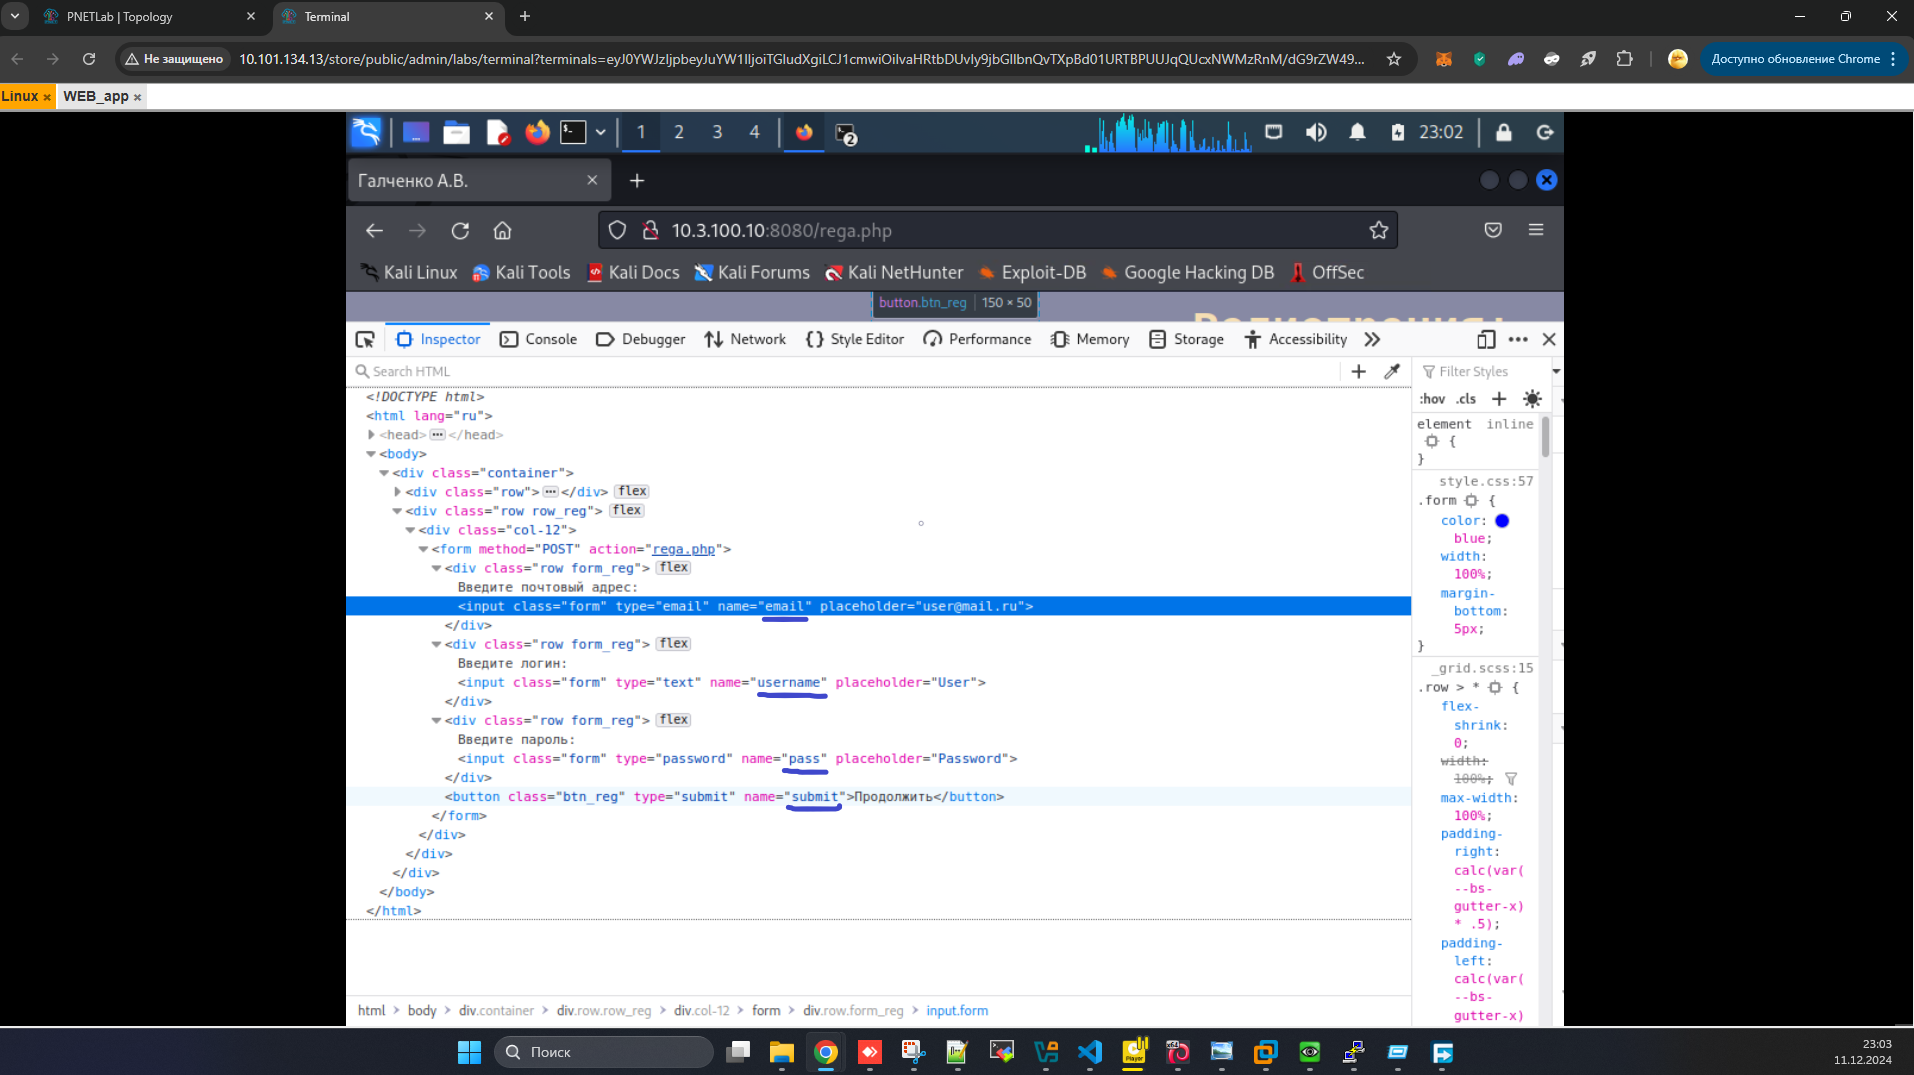 PNETLab | Topology
Terminal
Не защищено
10.101.134.13/store/public/admin/labs/terminal?terminals=
Доступно обновление Chrome
Linux
WEB_app
1 2 3 4
2
23:02
Галченко А.В.
10.3.100.10:8080/rega.php
Kali Linux
Kali Tools
Kali Docs
Kali Forums
Kali NetHunter
Exploit-DB
Google Hacking DB
OffSec
button.btn_reg | 150 × 50
Inspector
Console
Debugger
Network
Style Editor
Performance
Memory
Storage
Accessibility
Search HTML
<!DOCTYPE html>
<html lang="ru">
<head> ••• </head>
<body>
<div class="container">
<div class="row"> ••• </div> flex
<div class="row row_reg"> flex
<div class="col-12">
<form method="POST" action="rega.php">
<div class="row form_reg"> flex
Введите почтовый адрес:
<input class="form" type="email" name="email" placeholder="user@mail.ru">
</div>
<div class="row form_reg"> flex
Введите логин:
<input class="form" type="text" name="username" placeholder="User">
</div>
<div class="row form_reg"> flex
Введите пароль:
<input class="form" type="password" name="pass" placeholder="Password">
</div>
<button class="btn_reg" type="submit" name="submit">Продолжить</button>
</form>
</div>
</div>
</div>
</body>
</html>
Filter Styles
:hov .cls
element inline
{
}
style.css:57
.form {
color:
blue;
width:
100%;
margin-
bottom:
5px;
}
_grid.scss:15
.row > * {
flex-
shrink:
0;
width:
100%;
max-width:
100%;
padding-
right:
calc(var(
--bs-
gutter-x)
* .5);
padding-
left:
calc(var(
--bs-
gutter-x)
html > body > div.container > div.row.row_reg > div.col-12 > form > div.row.form_reg > input.form
Поиск
23:03
11.12.2024